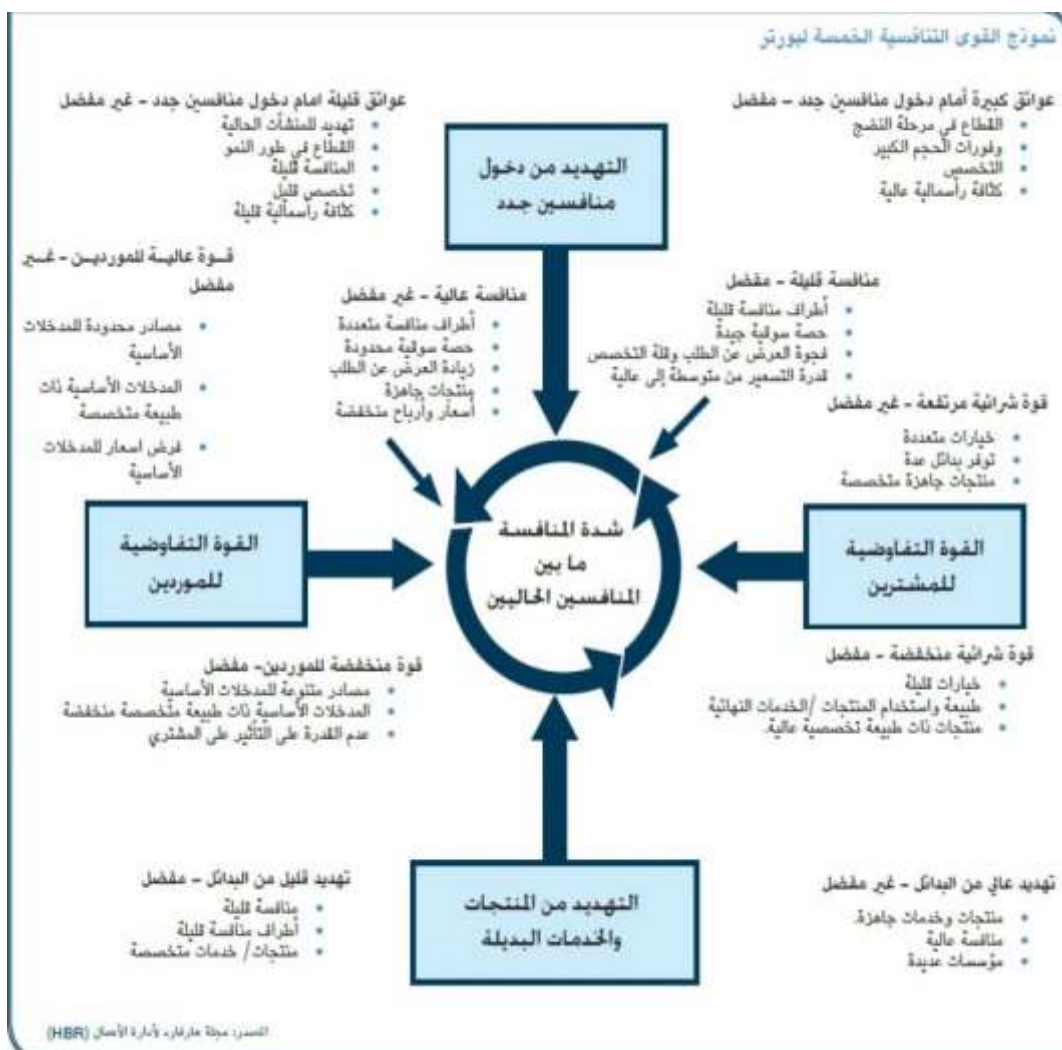 نموذج القوى التنافسية الخمسة لبورتر
عوائق كبيرة أمام دخول منافسين جدد - مفضل
القطاع في مرحلة النضج
وفورات الحجم الكبير
التخصص
كثافة رأسمالية عالية
التهديد من دخول
منافسين جدد
عوائق قليلة امام دخول منافسين جدد - غير مفضل
تهديد للمنشآت الحالية
القطاع في طور النمو
المنافسة قليلة
تخصص قليل
كثافة رأسمالية قليلة
منافسة قليلة - مفضل
أطراف منافسة قليلة
حصة سوقية جيدة
فجوة العرض عن الطلب وقلة التخصص
قدرة التسعير من متوسطة إلى عالية
منافسة عالية - غير مفضل
أطراف منافسة متعددة
حصة سوقية محدودة
زيادة العرض عن الطلب
منتجات جاهزة
أسعار وأرباح منخفضة
قوة عالية للموردين - غير
مفضل
مصادر محدودة للمدخلات
الأساسية
المدخلات الأساسية ذات
طبيعة متخصصة
فرض اسعار للمدخلات
الأساسية
قوة شرائية مرتفعة - غير مفضل
خيارات متعددة
توفر بدائل عدة
منتجات جاهزة متخصصة
القوة التفاوضية
للمشترين
شدة المنافسة
ما بين
المنافسين الحاليين
القوة التفاوضية
للموردين
قوة شرائية منخفضة - مفضل
خيارات قليلة
طبيعة واستخدام المنتجات /الخدمات النهائية
منتجات ذات طبيعة تخصصية عالية.
قوة منخفضة للموردين- مفضل
مصادر متنوعة للمدخلات الأساسية
المدخلات الأساسية ذات طبيعة متخصصة منخفضة
عدم القدرة على التأثير على المشتري
تهديد عالي من البدائل - غير مفضل
منتجات وخدمات جاهزة.
منافسة عالية
مؤسسات عديدة
التهديد من المنتجات
والخدمات البديلة
تهديد قليل من البدائل - مفضل
منافسة قليلة
أطراف منافسة قليلة
منتجات/ خدمات متخصصة
المصدر: مجلة هارفارد لأدارة الأعمال (HBR)